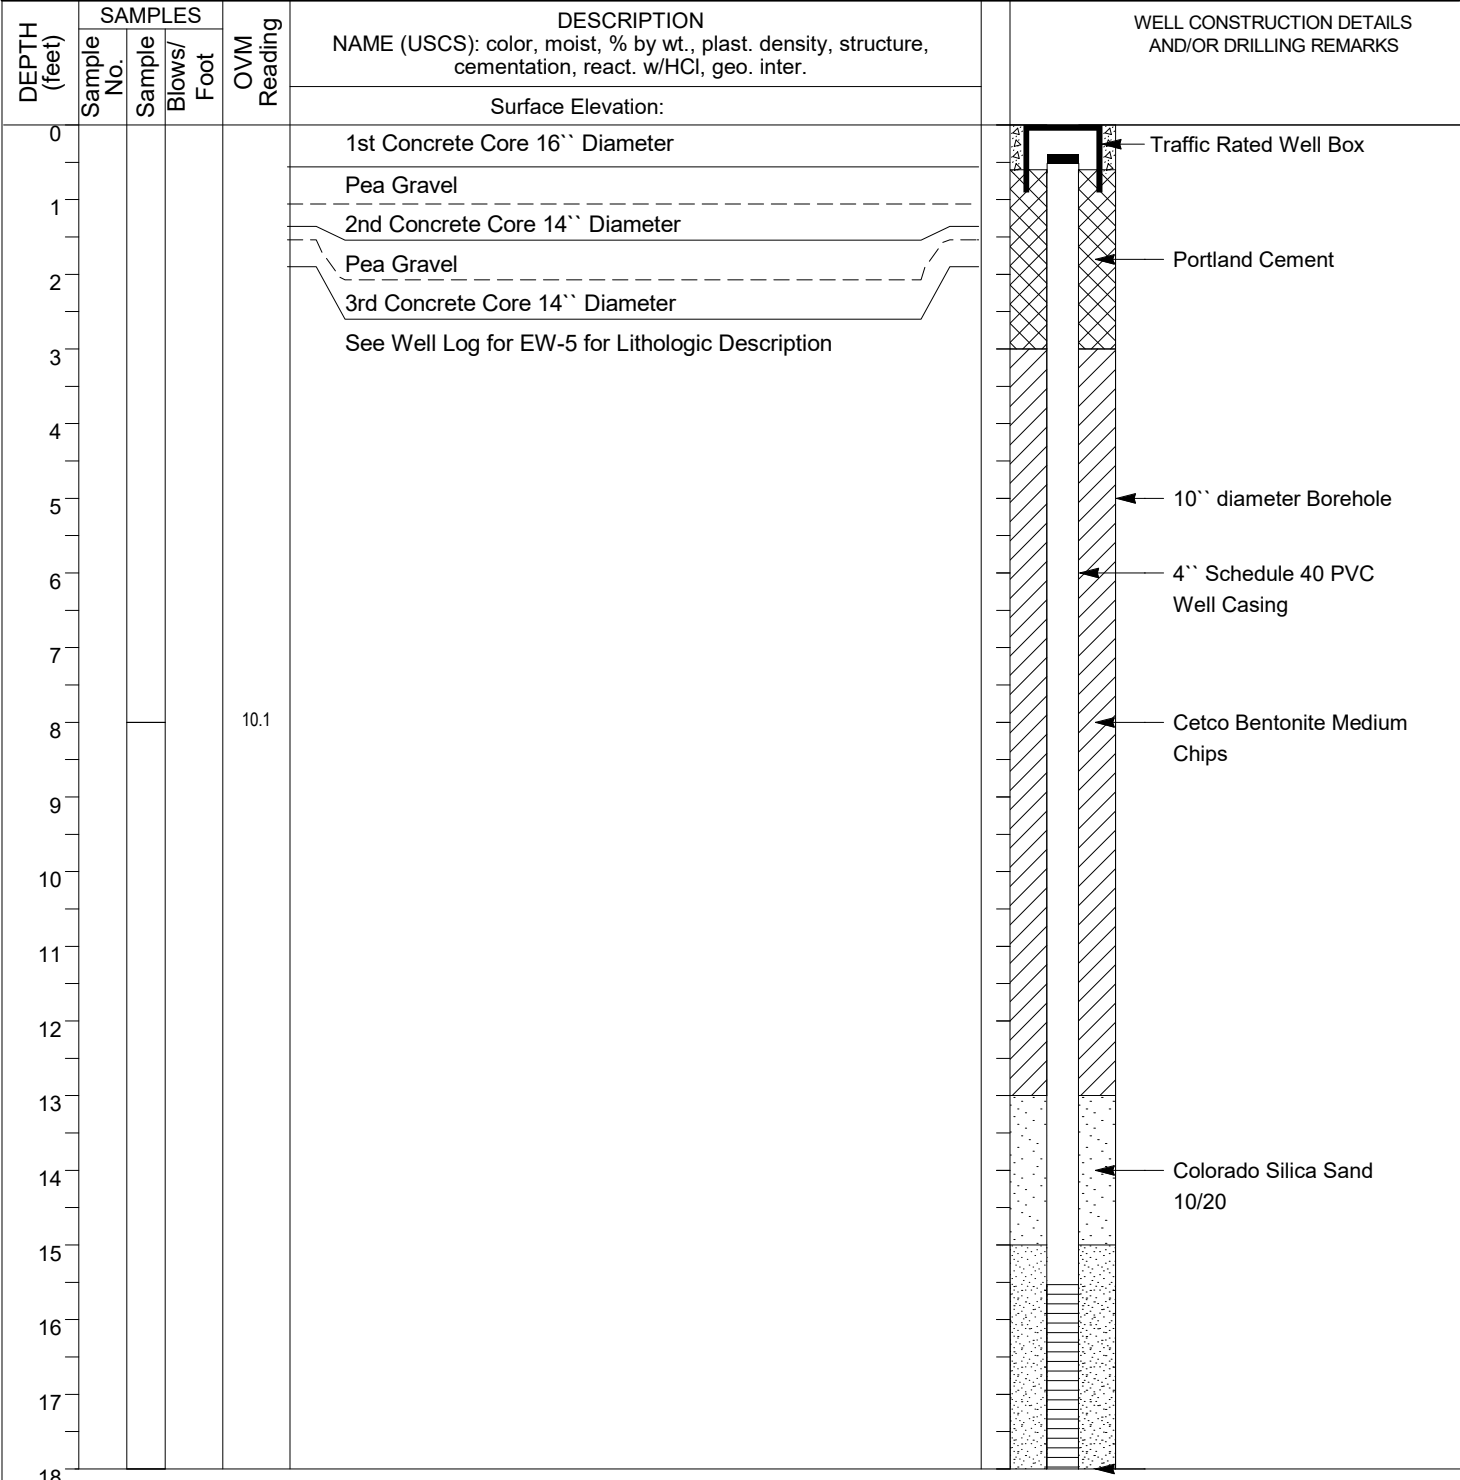 DEPTH
(feet)
SAMPLES
Sample
No.
Sample
Blows/
Foot
OVM
Reading
DESCRIPTION
NAME (USCS): color, moist, % by wt., plast. density, structure,
cementation, react. w/HCl, geo. inter.
Surface Elevation:
WELL CONSTRUCTION DETAILS
AND/OR DRILLING REMARKS
0
1st Concrete Core 16`` Diameter
Traffic Rated Well Box
Pea Gravel
1
2nd Concrete Core 14`` Diameter
Pea Gravel
Portland Cement
2
3rd Concrete Core 14`` Diameter
See Well Log for EW-5 for Lithologic Description
3
4
5
10`` diameter Borehole
6
4`` Schedule 40 PVC
Well Casing
7
8
10.1
Cetco Bentonite Medium
Chips
9
10
11
12
13
14
Colorado Silica Sand
10/20
15
16
17
18